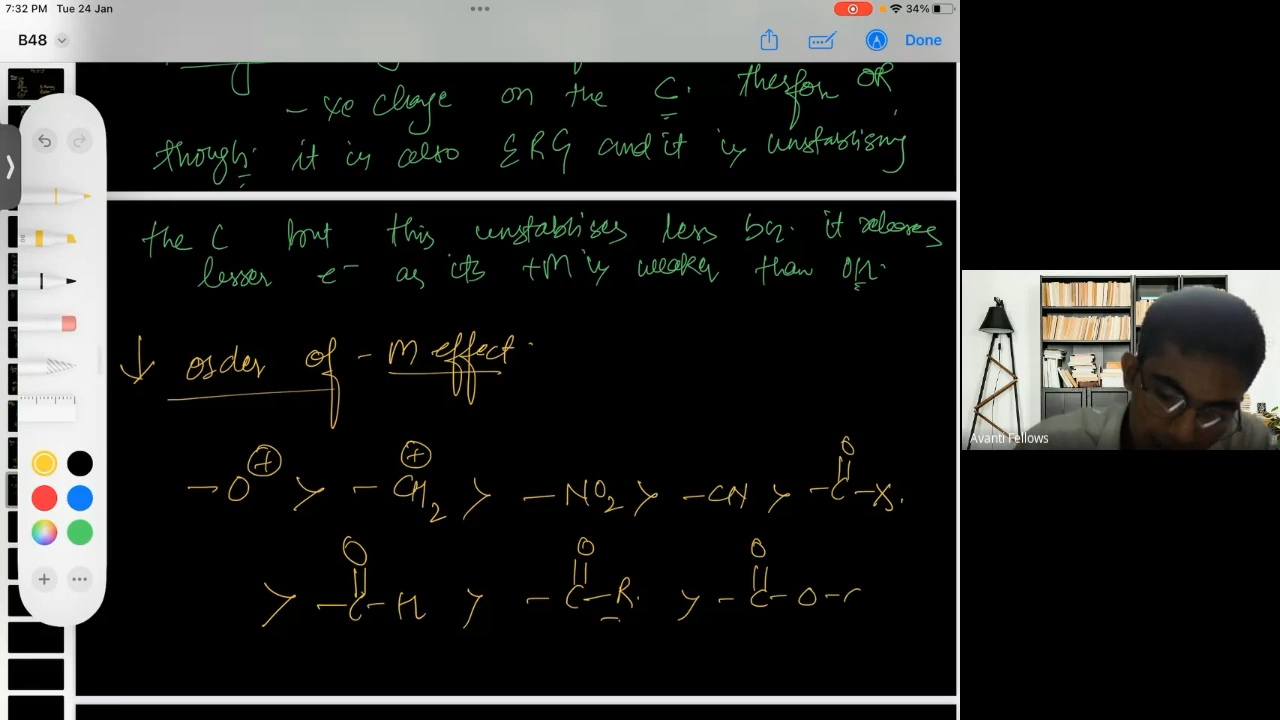 7:32 PM Tue 24 Jan
34%
B48
Done
- ve charge on the C. therfor OR
though it is also ERG and it is unstablising
the C but this unstablises less bcz. it releases
lesser e- as its +M is weaker than OH.
↓ order of - M effect.
-O⊕ > -CH2⊕ > -NO2 > -CN > -C(=O)-X.
> -C(=O)-H > -C(=O)-R. > -C(=O)-O-
Avanti Fellows